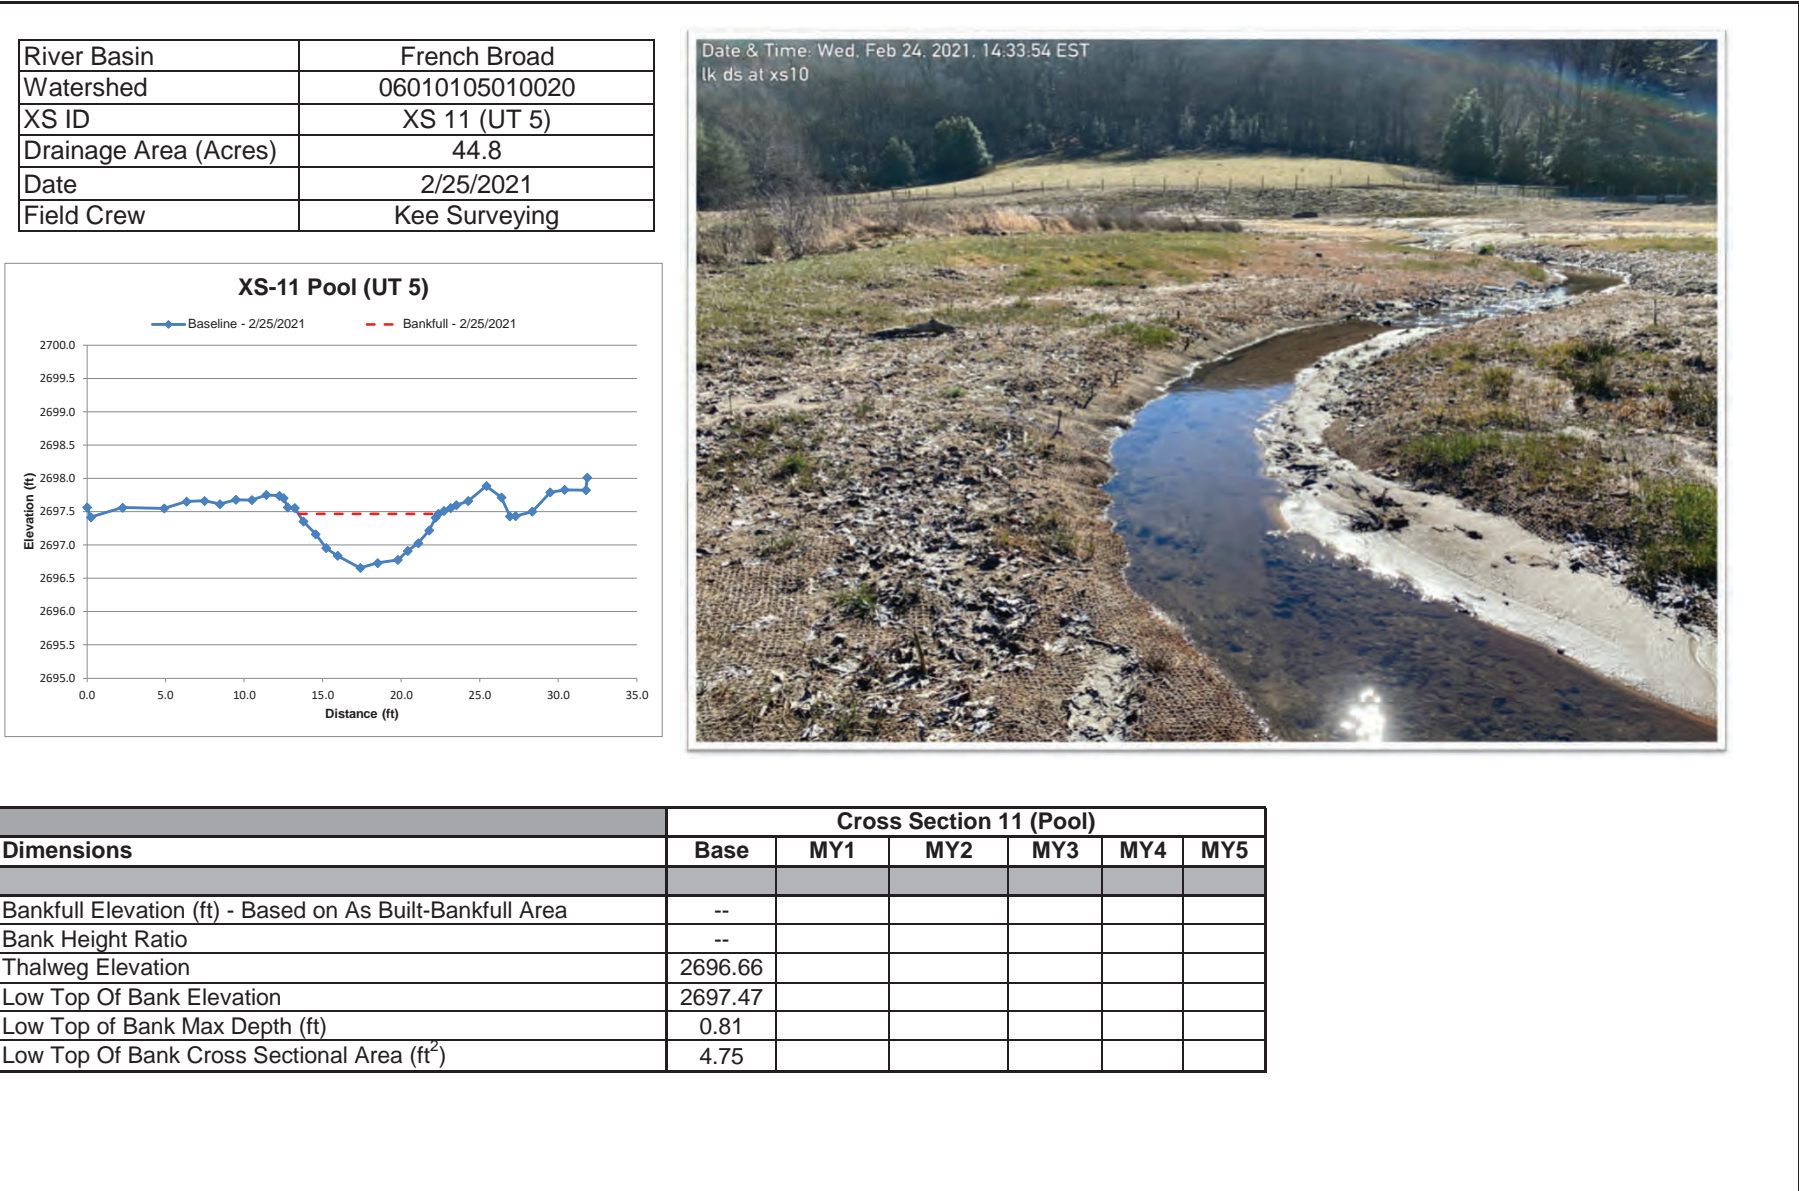 River Basin French Broad
Watershed 06010105010020
XS ID XS 11 (UT 5)
Drainage Area (Acres) 44.8
Date 2/25/2021
Field Crew Kee Surveying
Date & Time: Wed, Feb 24, 2021, 14:33:54 EST
lk ds at xs10
XS-11 Pool (UT 5)
Baseline - 2/25/2021 Bankfull - 2/25/2021
2700.0
2699.5
2699.0
2698.5
2698.0
2697.5
2697.0
2696.5
2696.0
2695.5
2695.0
Elevation (ft)
0.0 5.0 10.0 15.0 20.0 25.0 30.0 35.0
Distance (ft)
Cross Section 11 (Pool)
Dimensions Base MY1 MY2 MY3 MY4 MY5
Bankfull Elevation (ft) - Based on As Built-Bankfull Area --
Bank Height Ratio --
Thalweg Elevation 2696.66
Low Top Of Bank Elevation 2697.47
Low Top of Bank Max Depth (ft) 0.81
Low Top Of Bank Cross Sectional Area (ft²) 4.75